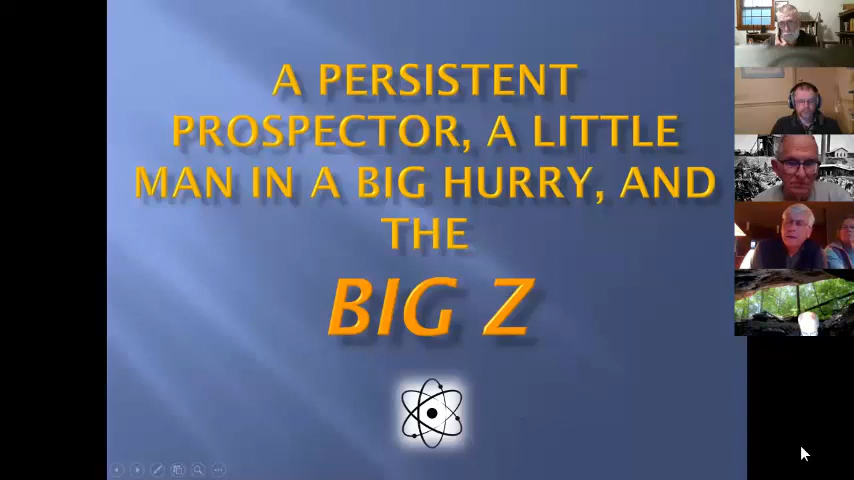 A PERSISTENT
PROSPECTOR, A LITTLE
MAN IN A BIG HURRY, AND
THE
BIG Z